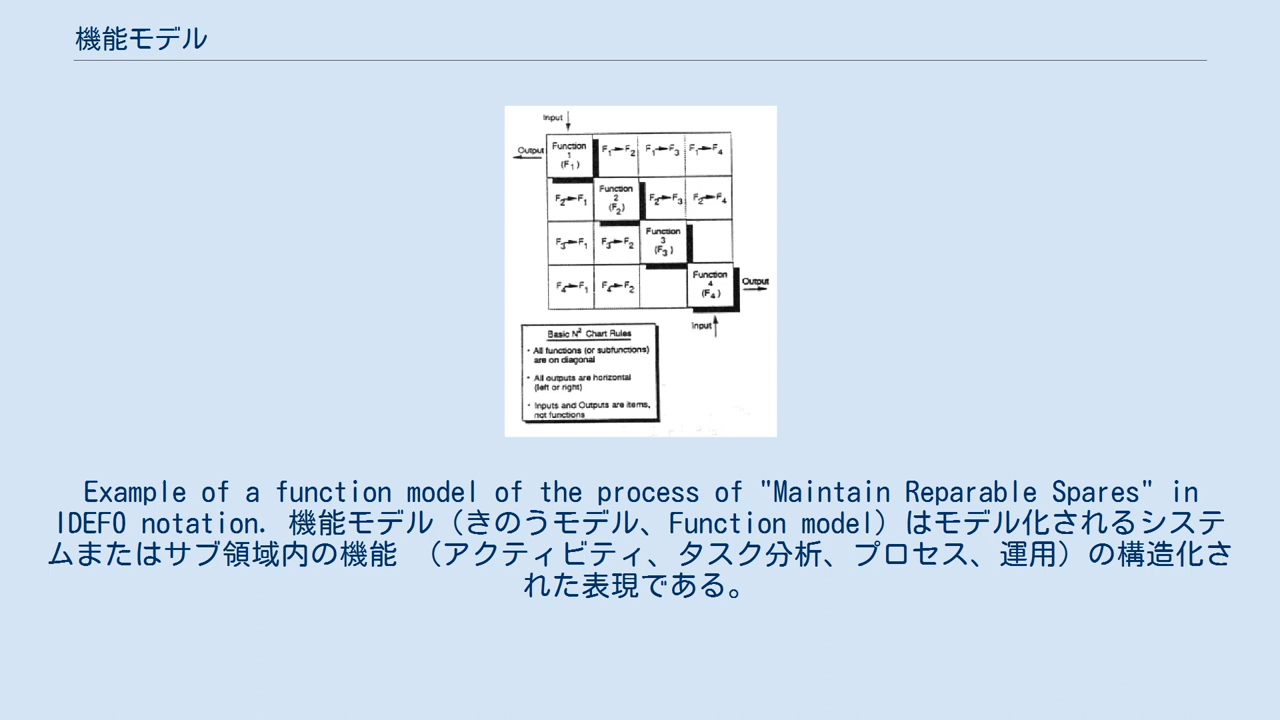 機能モデル
Input
Output
Function 1 (F1)
F1→F2
F1→F3
F1→F4
F2→F1
Function 2 (F2)
F2→F3
F2→F4
F3→F1
F3→F2
Function 3 (F3)
F4→F1
F4→F2
Function 4 (F4)
Output
Input
Basic N² Chart Rules
・ All functions (or subfunctions)
are on diagonal
・ All outputs are horizontal
(left or right)
・ Inputs and Outputs are items,
not functions
Example of a function model of the process of "Maintain Reparable Spares" in
IDEF0 notation. 機能モデル（きのうモデル、Function model）はモデル化されるシステ
ムまたはサブ領域内の機能 （アクティビティ、タスク分析、プロセス、運用）の構造化さ
れた表現である。